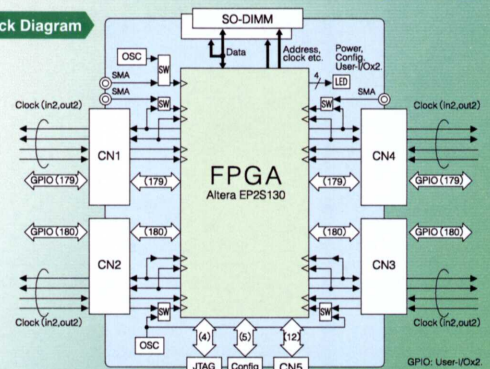 ck Diagram
SO-DIMM
OSC
SW
Data
Address,
clock etc.
Power,
Config,
User-I/Ox2.
4
LED
SMA
SMA
SW
SW
SMA
Clock (in2,out2)
Clock (in2,out2)
CN1
FPGA
Altera EP2S130
CN4
GPIO (179)
(179)
(179)
GPIO (179)
GPIO (180)
(180)
(180)
GPIO (180)
CN2
CN3
Clock (in2,out2)
SW
SW
Clock (in2,out2)
OSC
(4)
(5)
(12)
JTAG
Config
CN5
GPIO: User-I/Ox2.